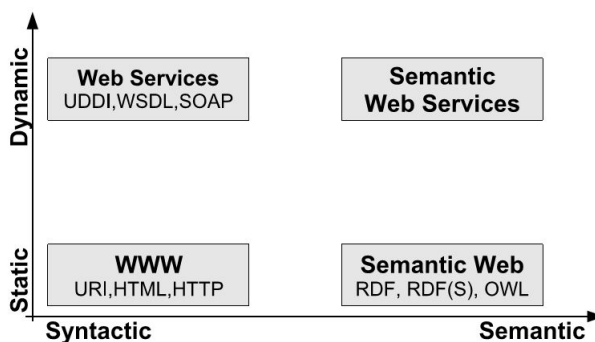 Dynamic
Web Services
UDDI,WSDL,SOAP
Semantic
Web Services
Static
WWW
URI,HTML,HTTP
Semantic Web
RDF, RDF(S), OWL
Syntactic
Semantic